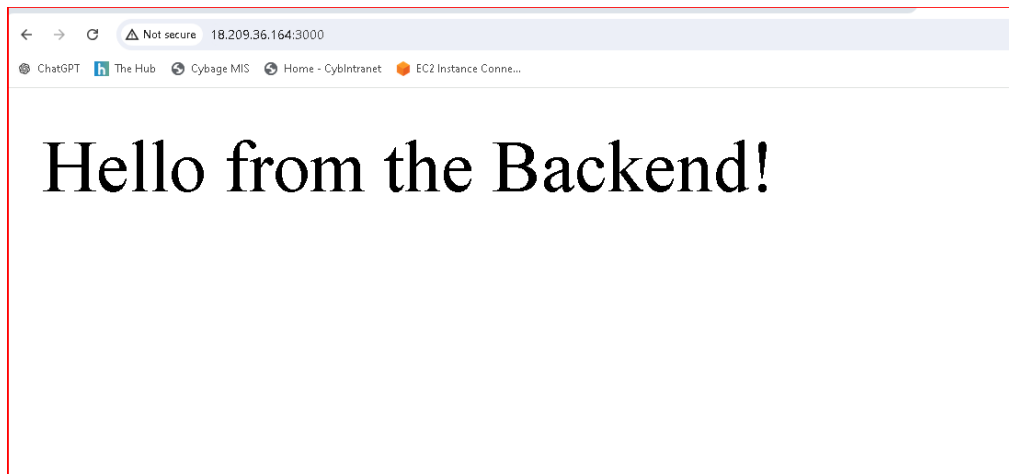 Not secure 18.209.36.164:3000
ChatGPT h The Hub Cybage MIS Home - CybIntranet EC2 Instance Conne...
Hello from the Backend!